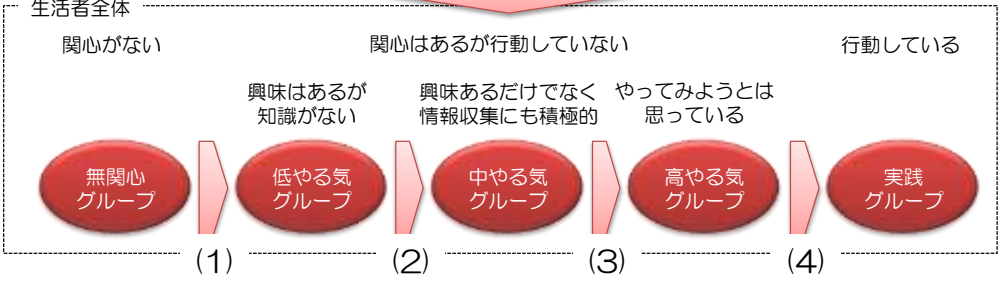 生活者全体
関心がない
関心はあるが行動していない
行動している
興味はあるが
知識がない
興味あるだけでなく
情報収集にも積極的
やってみようとは
思っている
無関心
グループ
低やる気
グループ
中やる気
グループ
高やる気
グループ
実践
グループ
(1)
(2)
(3)
(4)